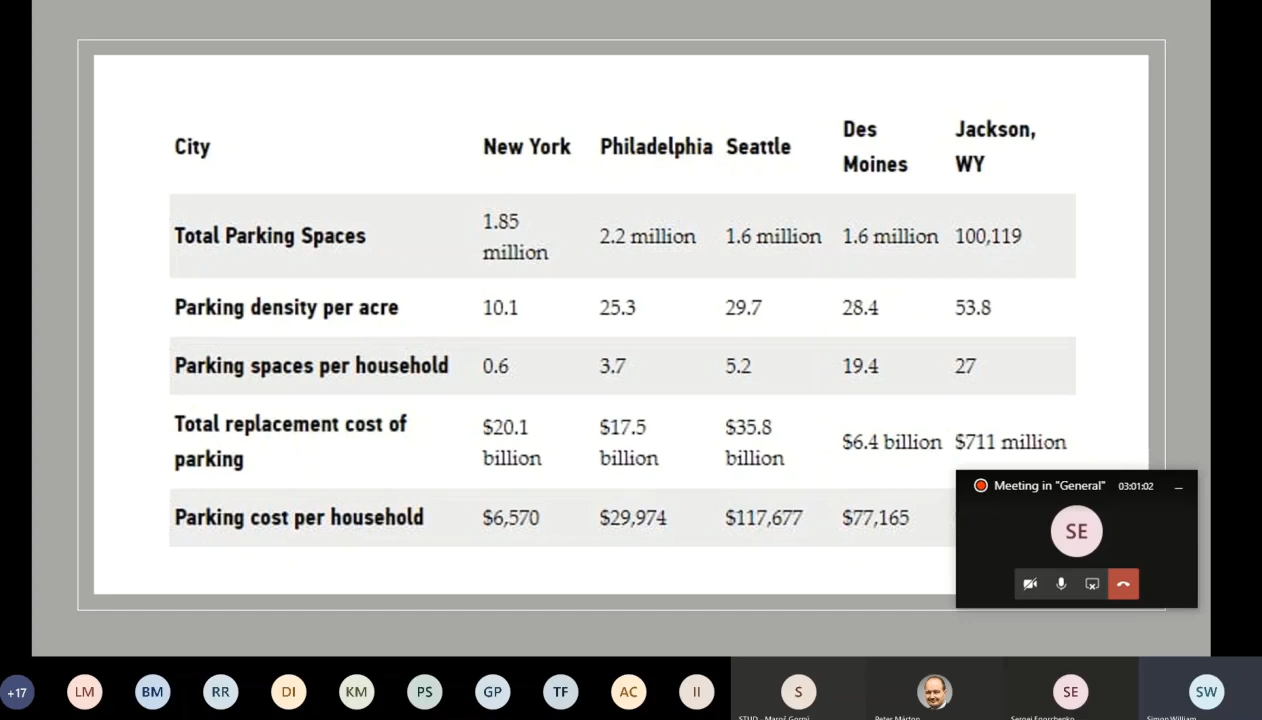 City New York Philadelphia Seattle Des Moines Jackson, WY
Total Parking Spaces 1.85 million 2.2 million 1.6 million 1.6 million 100,119
Parking density per acre 10.1 25.3 29.7 28.4 53.8
Parking spaces per household 0.6 3.7 5.2 19.4 27
Total replacement cost of parking $20.1 billion $17.5 billion $35.8 billion $6.4 billion $711 million
Parking cost per household $6,570 $29,974 $117,677 $77,165
Meeting in "General" 03:01:02
SE
+17 LM BM RR DI KM PS GP TF AC II S SE SW